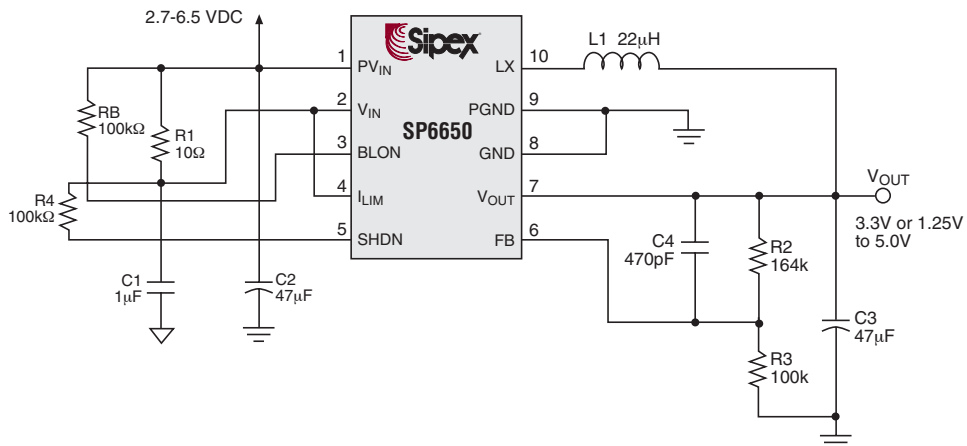 2.7-6.5 VDC
Sipex
SP6650
1 PVIN
2 VIN
3 BLON
4 ILIM
5 SHDN
LX 10
PGND 9
GND 8
VOUT 7
FB 6
RB
100kΩ
R1
10Ω
R4
100kΩ
C1
1μF
C2
47μF
L1 22μH
C4
470pF
R2
164k
R3
100k
C3
47μF
VOUT
3.3V or 1.25V
to 5.0V